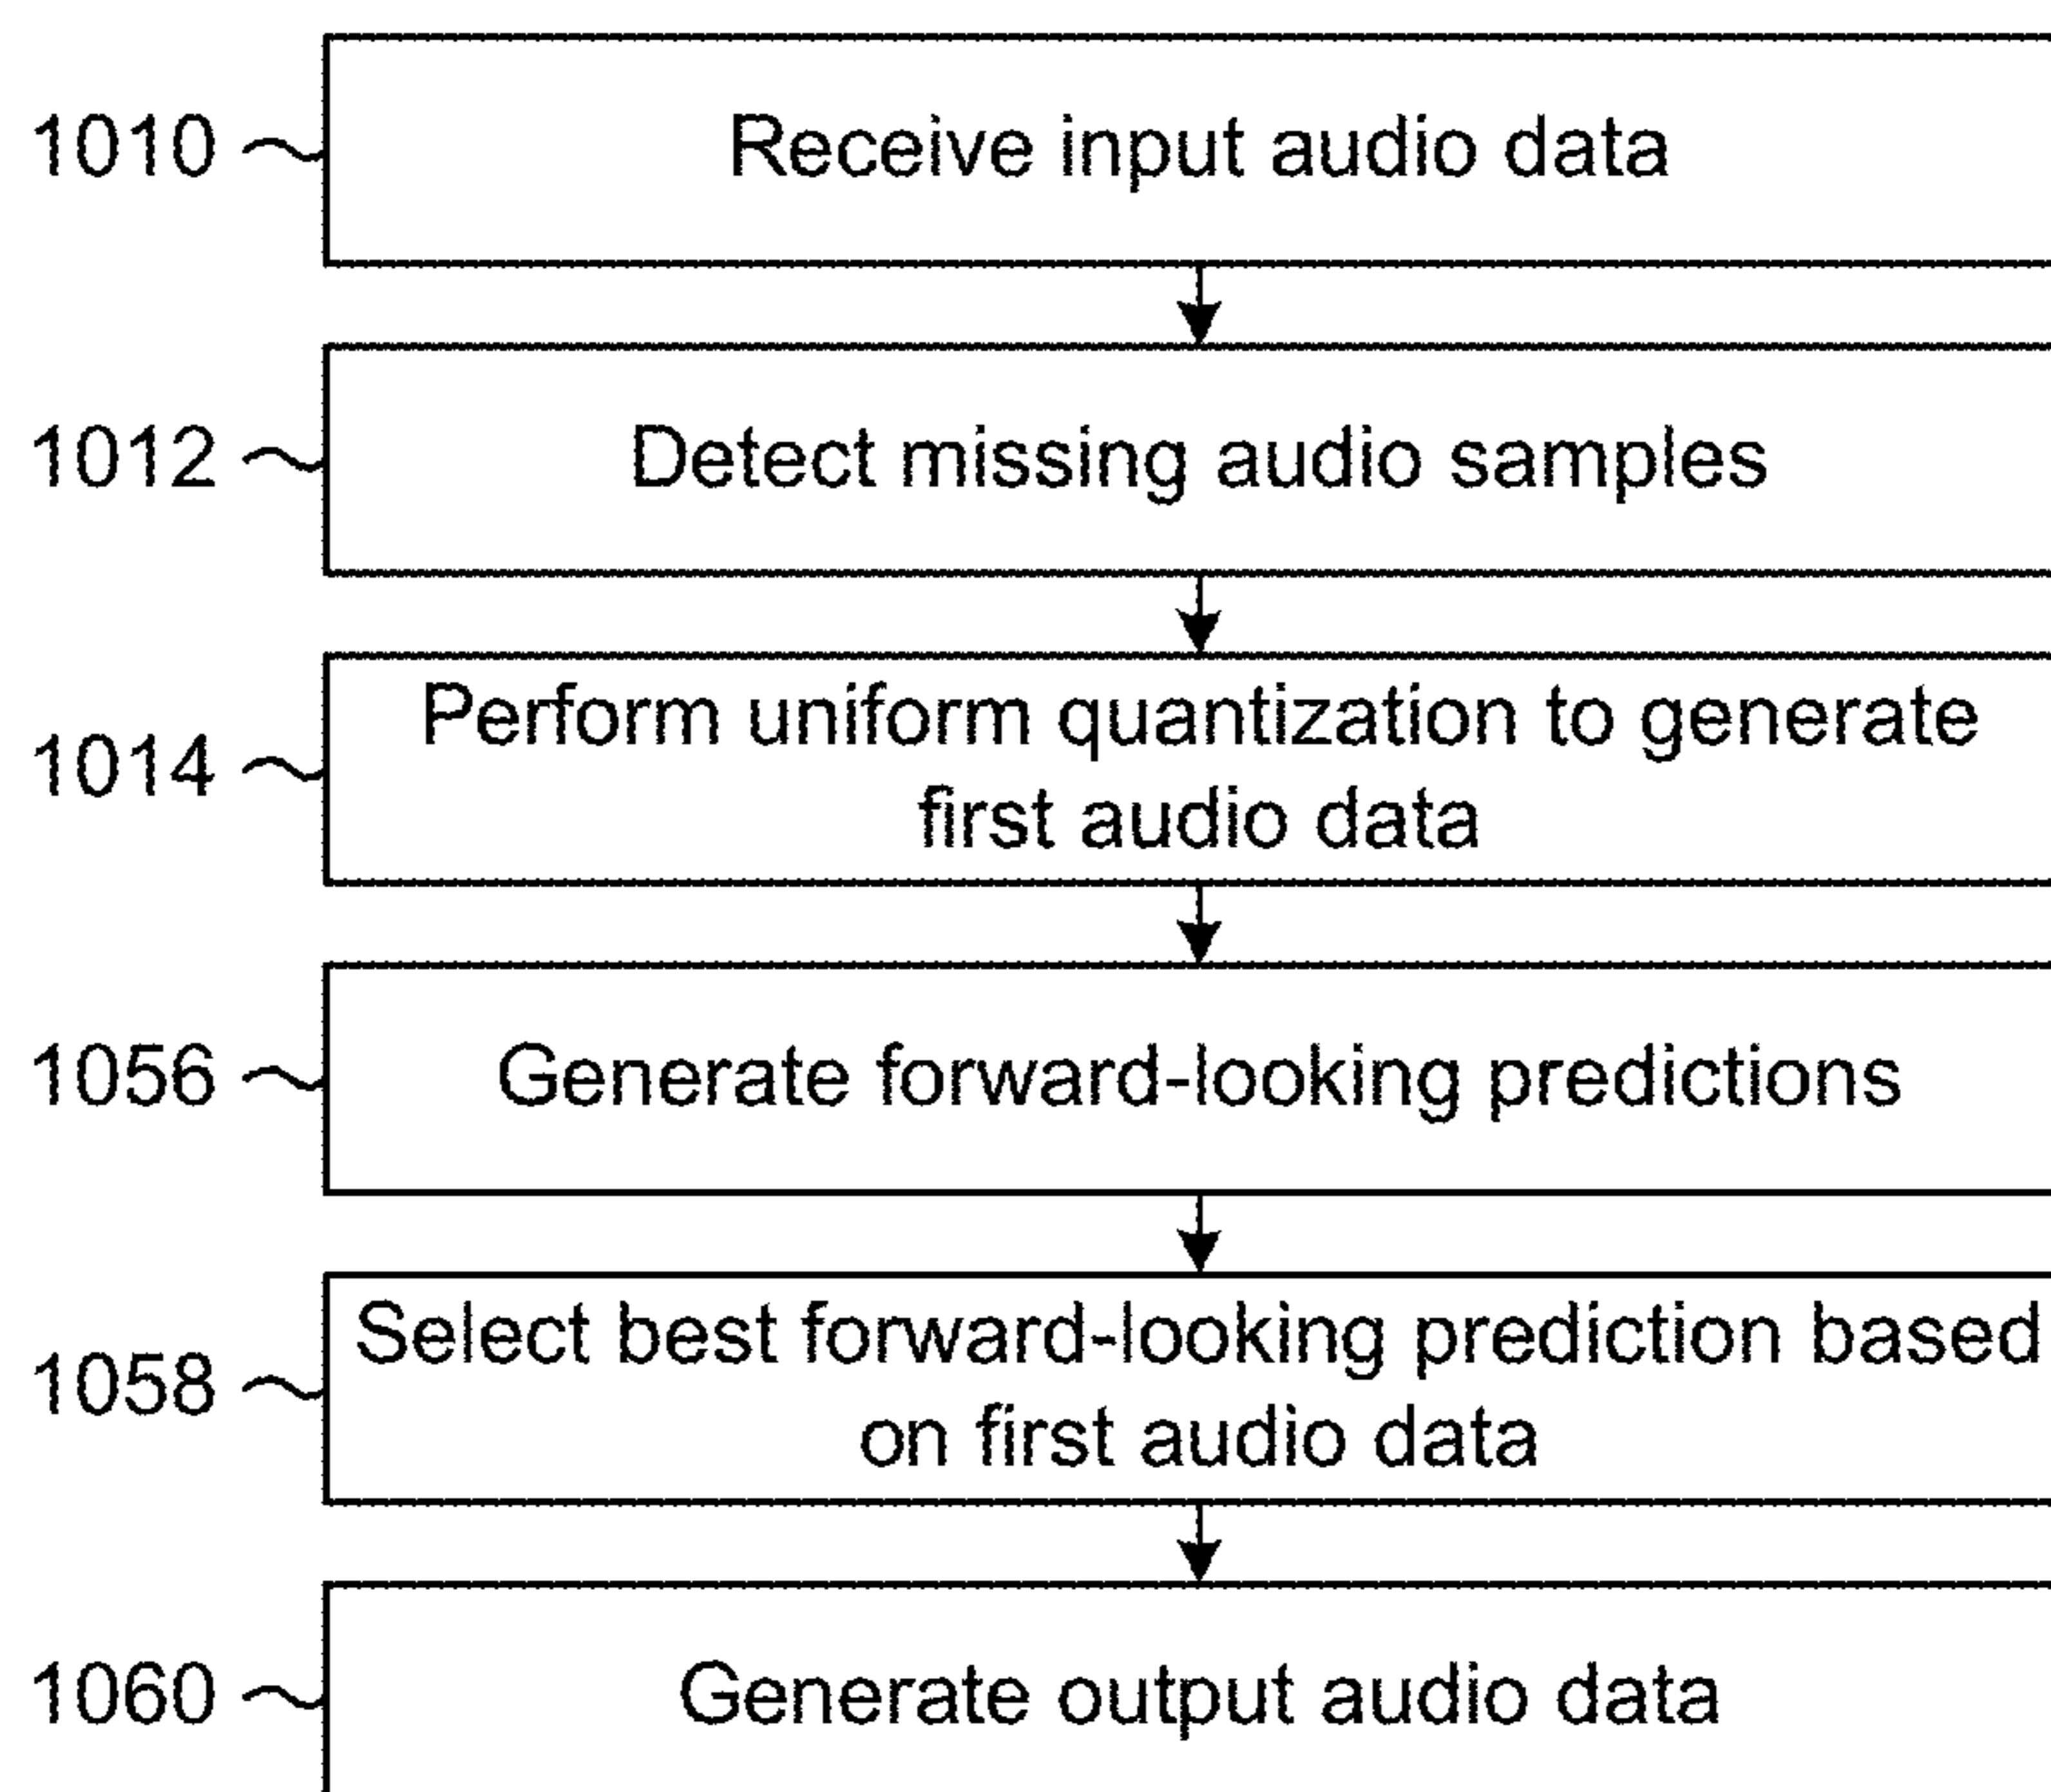 1010
Receive input audio data
1012
Detect missing audio samples
1014
Perform uniform quantization to generate
first audio data
1056
Generate forward-looking predictions
1058
Select best forward-looking prediction based
on first audio data
1060
Generate output audio data